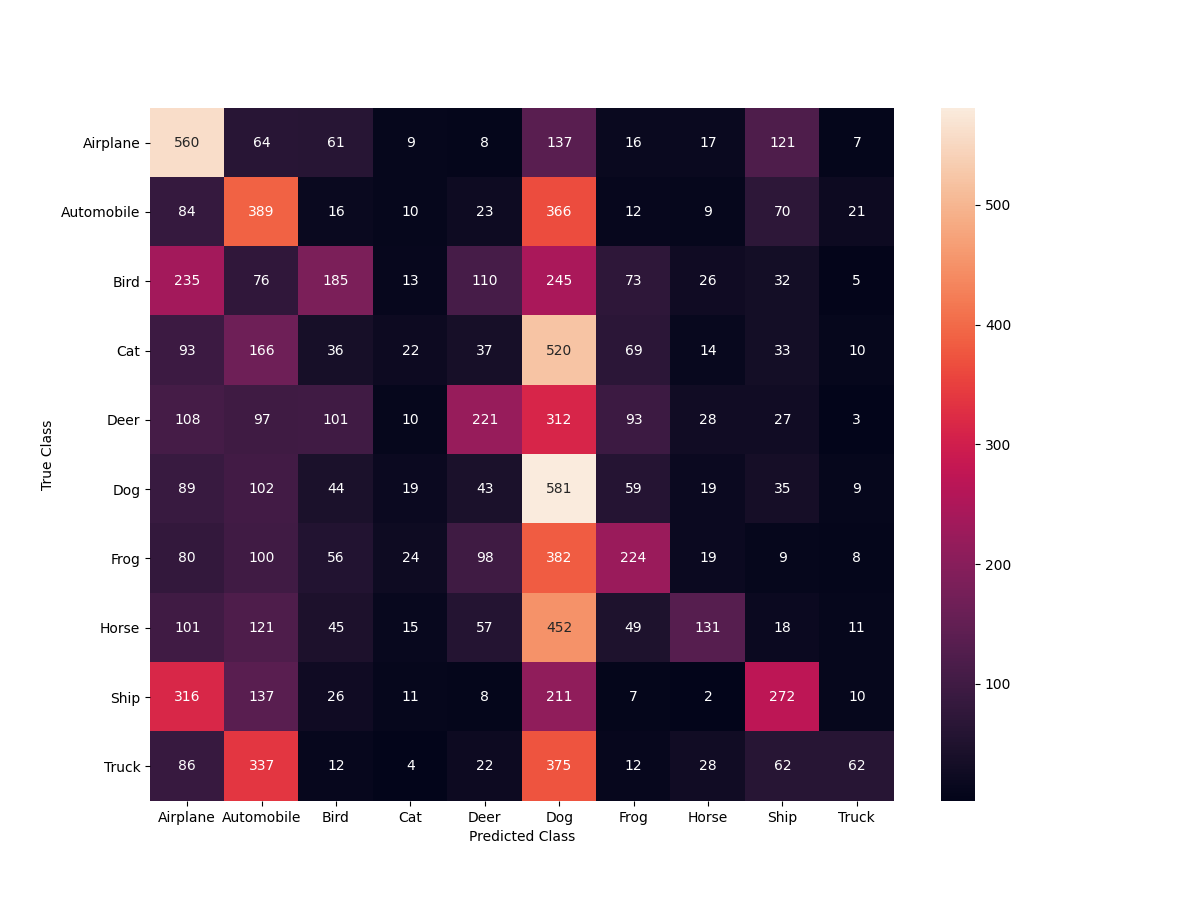 Airplane 560 64 61 9 8 137 16 17 121 7
Automobile 84 389 16 10 23 366 12 9 70 21
500
Bird 235 76 185 13 110 245 73 26 32 5
400
Cat 93 166 36 22 37 520 69 14 33 10
Deer 108 97 101 10 221 312 93 28 27 3
300
True Class
Dog 89 102 44 19 43 581 59 19 35 9
Frog 80 100 56 24 98 382 224 19 9 8
200
Horse 101 121 45 15 57 452 49 131 18 11
100
Ship 316 137 26 11 8 211 7 2 272 10
Truck 86 337 12 4 22 375 12 28 62 62
Airplane Automobile Bird Cat Deer Dog Frog Horse Ship Truck
Predicted Class